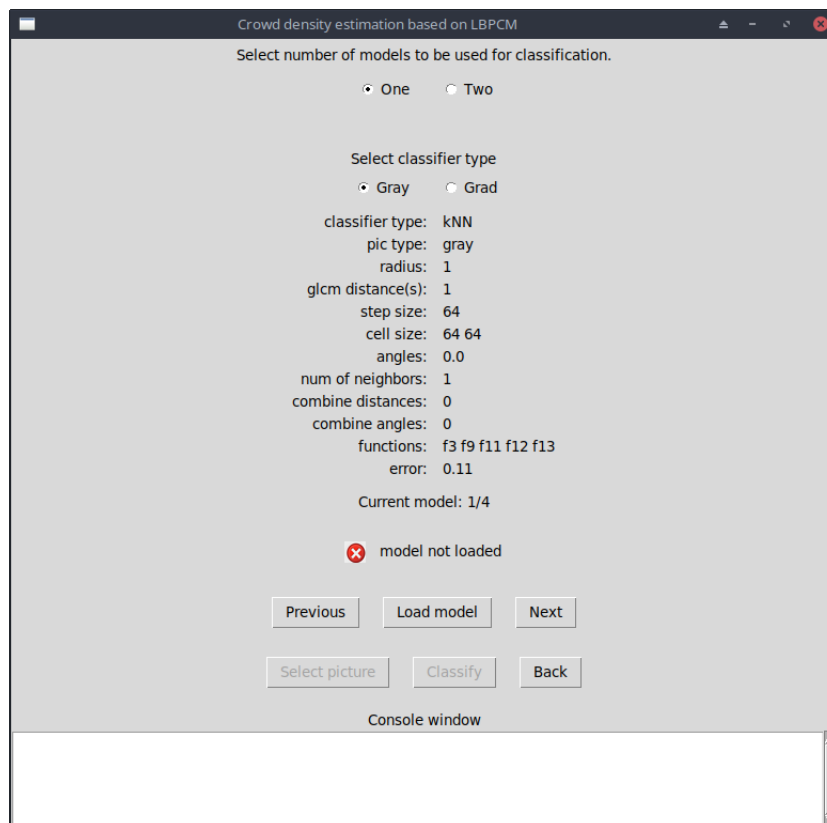 Crowd density estimation based on LBPCM
Select number of models to be used for classification.
One Two
Select classifier type
Gray Grad
classifier type: kNN
pic type: gray
radius: 1
glcm distance(s): 1
step size: 64
cell size: 64 64
angles: 0.0
num of neighbors: 1
combine distances: 0
combine angles: 0
functions: f3 f9 f11 f12 f13
error: 0.11
Current model: 1/4
model not loaded
Previous Load model Next
Select picture Classify Back
Console window